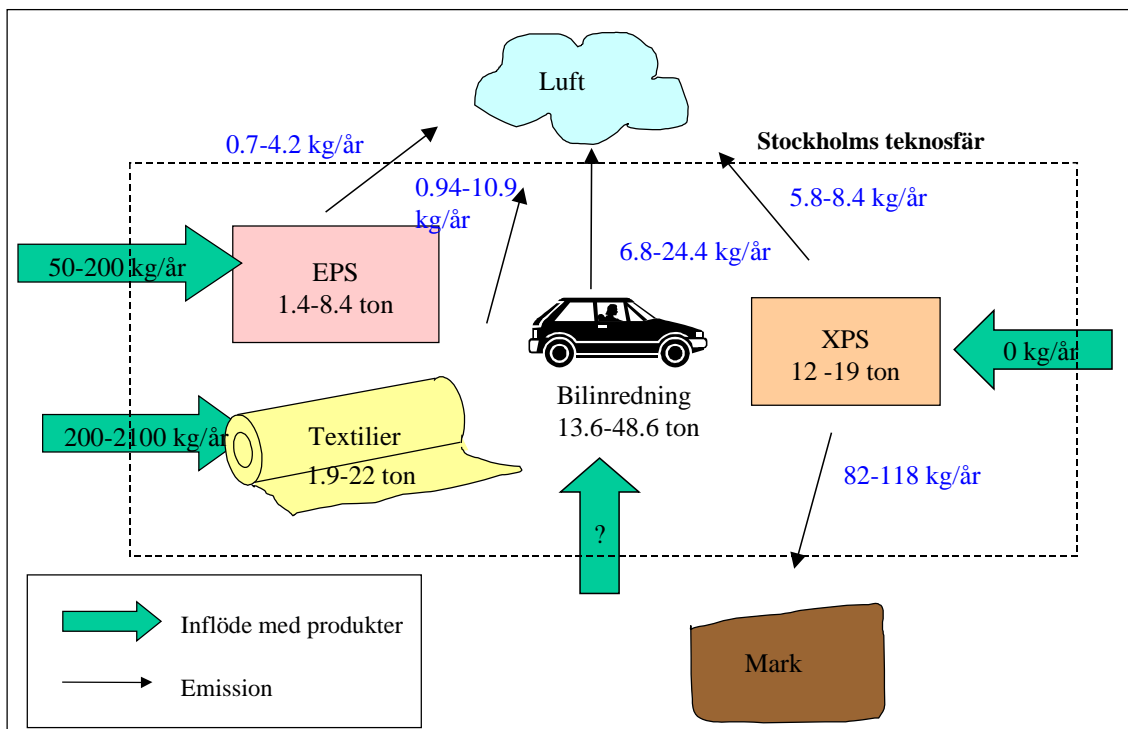 Luft
0.7-4.2 kg/år
Stockholms teknosfär
0.94-10.9
kg/år
5.8-8.4 kg/år
6.8-24.4 kg/år
50-200 kg/år
EPS
1.4-8.4 ton
XPS
12 -19 ton
0 kg/år
Bilinredning
13.6-48.6 ton
200-2100 kg/år
Textilier
1.9-22 ton
82-118 kg/år
?
Inflöde med produkter
Emission
Mark